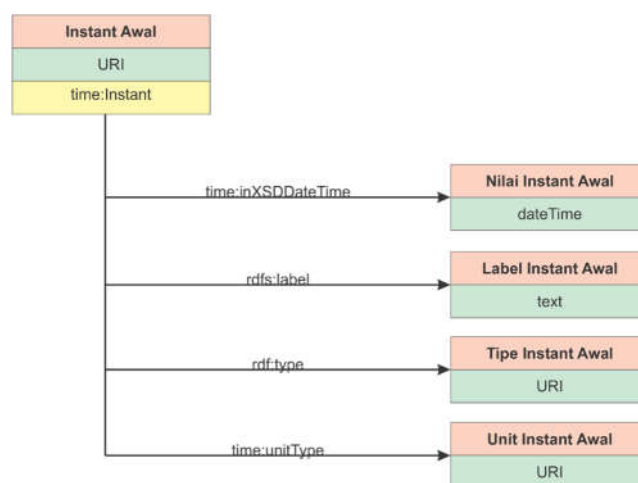 Instant Awal
URI
time:Instant
time:inXSDDateTime
Nilai Instant Awal
dateTime
rdfs:label
Label Instant Awal
text
rdf:type
Tipe Instant Awal
URI
time:unitType
Unit Instant Awal
URI